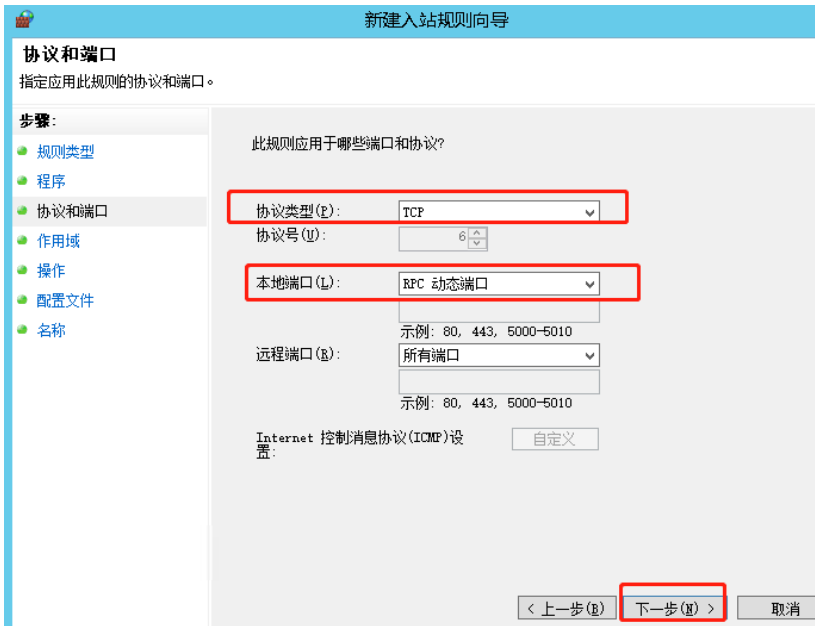 新建入站规则向导
协议和端口
指定应用此规则的协议和端口。
步骤:
规则类型
程序
协议和端口
作用域
操作
配置文件
名称
此规则应用于哪些端口和协议?
协议类型(P): TCP
协议号(U): 6
本地端口(L): RPC 动态端口
示例: 80, 443, 5000-5010
远程端口(R): 所有端口
示例: 80, 443, 5000-5010
Internet 控制消息协议(ICMP)设
置: 自定义
< 上一步(B) 下一步(N) > 取消